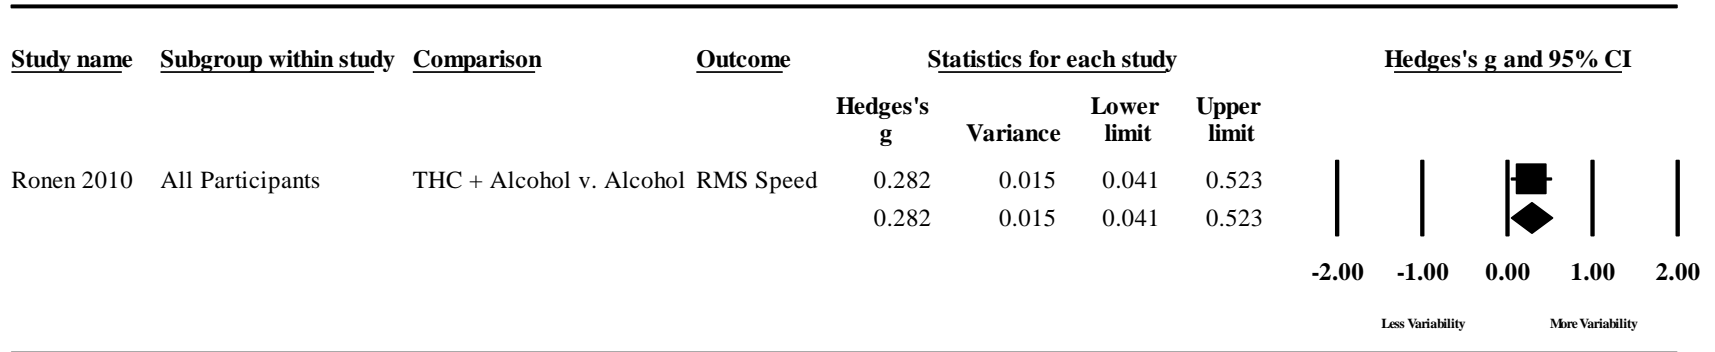 Study name Subgroup within study Comparison Outcome Statistics for each study Hedges's g and 95% CI
Hedges's g Variance Lower limit Upper limit
Ronen 2010 All Participants THC + Alcohol v. Alcohol RMS Speed 0.282 0.015 0.041 0.523
0.282 0.015 0.041 0.523
-2.00 -1.00 0.00 1.00 2.00
Less Variability More Variability